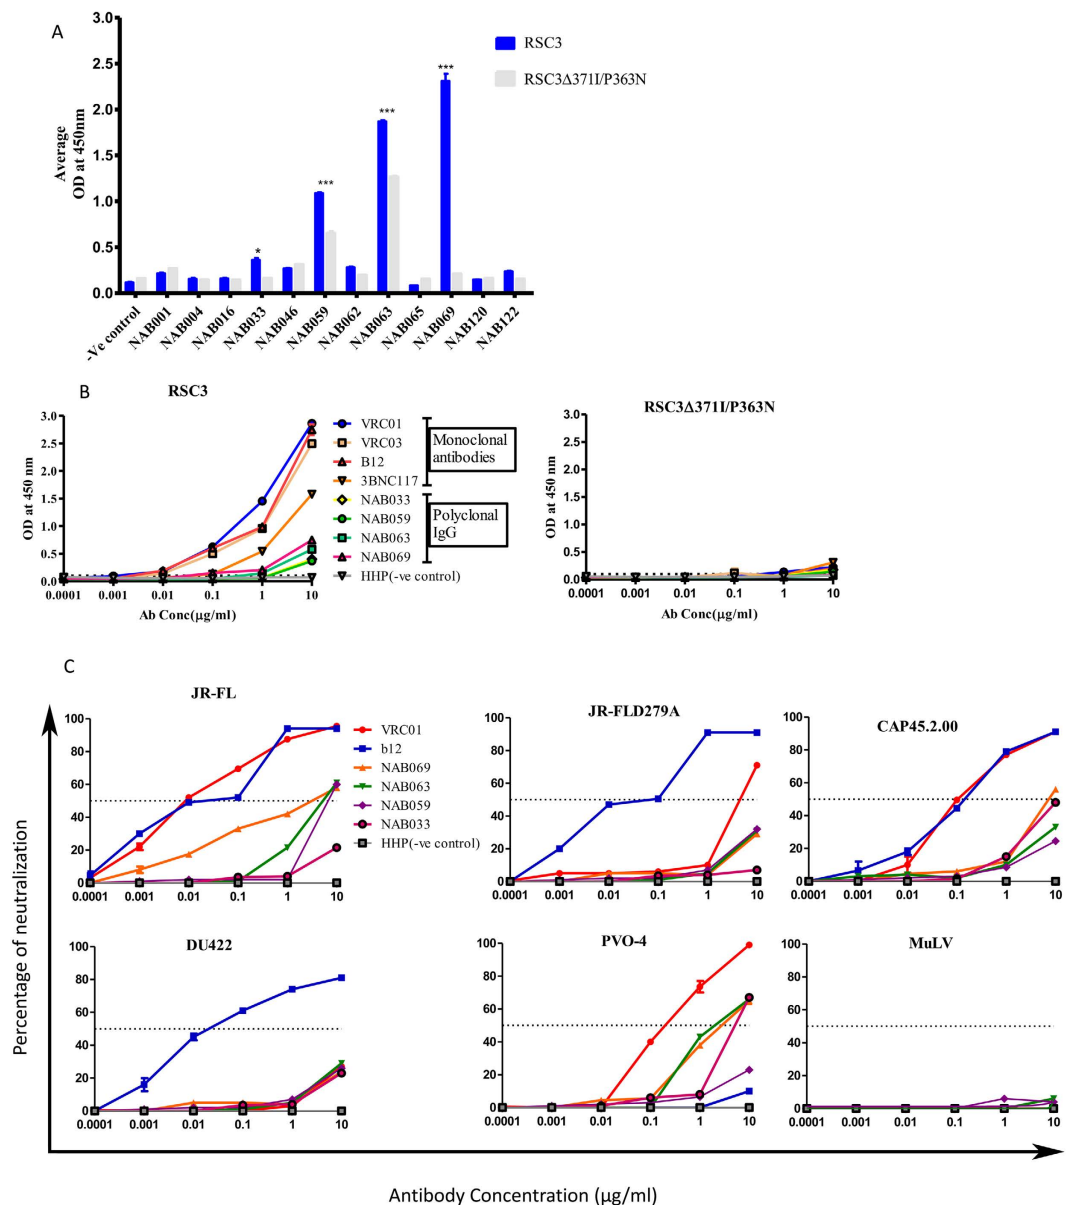 A
3.0
2.5
2.0
1.5
1.0
0.5
0.0
Average
OD at 450nm
RSC3
RSC3Δ371I/P363N
*
***
***
***
-Ve control
NAB001
NAB004
NAB016
NAB033
NAB046
NAB059
NAB062
NAB063
NAB065
NAB069
NAB120
NAB122
B
RSC3
3.0
2.5
2.0
1.5
1.0
0.5
0.0
OD at 450 nm
0.0001 0.001 0.01 0.1 1 10
Ab Conc(µg/ml)
VRC01
VRC03
B12
3BNC117
NAB033
NAB059
NAB063
NAB069
HHP(-ve control)
Monoclonal
antibodies
Polyclonal
IgG
RSC3Δ371I/P363N
3.0
2.5
2.0
1.5
1.0
0.5
0.0
OD at 450 nm
0.0001 0.001 0.01 0.1 1 10
Ab Conc(µg/ml)
C
Percentage of neutralization
JR-FL
100
80
60
40
20
0
0.0001 0.001 0.01 0.1 1 10
VRC01
b12
NAB069
NAB063
NAB059
NAB033
HHP(-ve control)
JR-FLD279A
100
80
60
40
20
0
0.0001 0.001 0.01 0.1 1 10
CAP45.2.00
100
80
60
40
20
0
0.0001 0.001 0.01 0.1 1 10
DU422
100
80
60
40
20
0
0.0001 0.001 0.01 0.1 1 10
PVO-4
100
80
60
40
20
0
0.0001 0.001 0.01 0.1 1 10
MuLV
100
80
60
40
20
0
0.0001 0.001 0.01 0.1 1 10
Antibody Concentration (µg/ml)